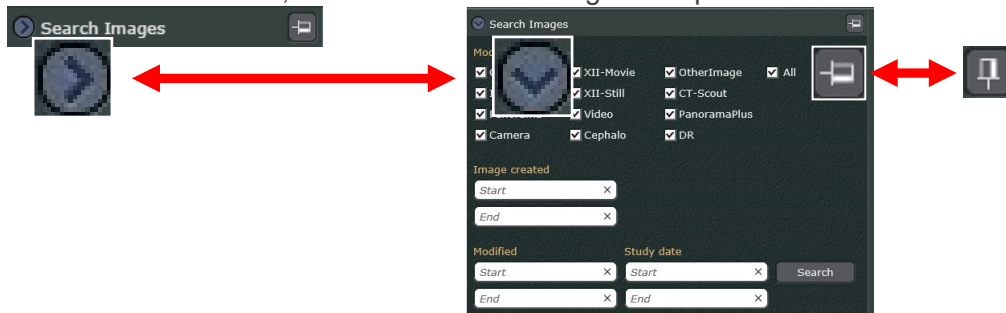 Search Images
Search Images
XII-Movie OtherImage All
XII-Still CT-Scout
Video PanoramaPlus
Camera Cephalo DR
Image created
Start
End
Modified Study date
Start Start Search
End End